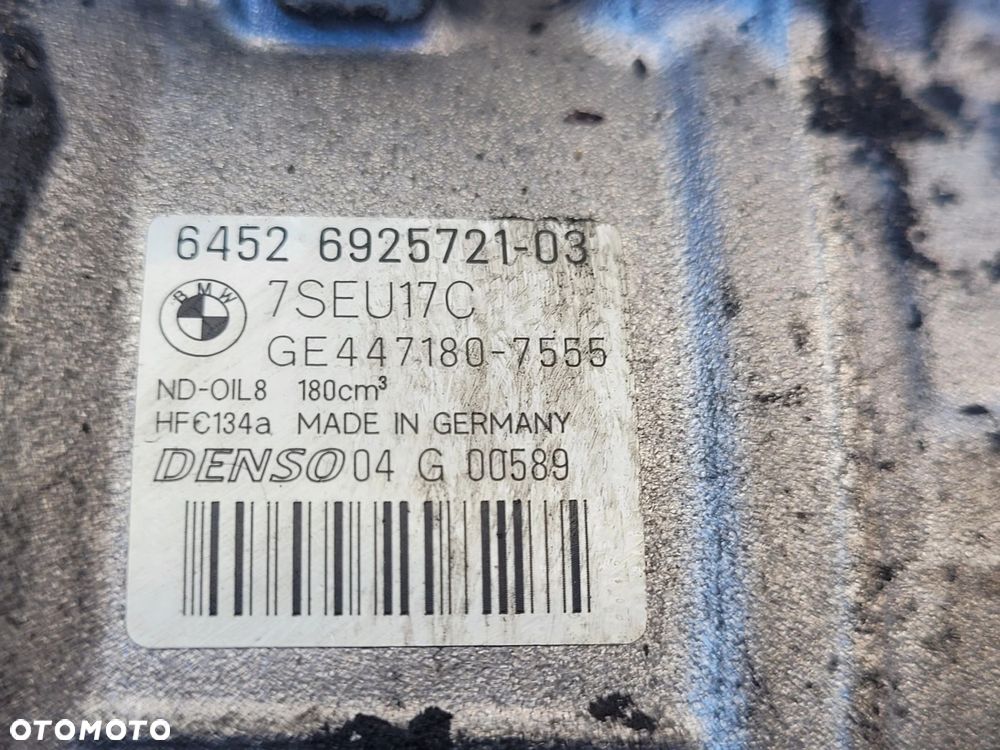 6452 6925721-03
BMW
7SEU17C
GE447180-7555
ND-OIL8 180cm³
HFC134a MADE IN GERMANY
DENSO 04 G 00589
OTOMOTO